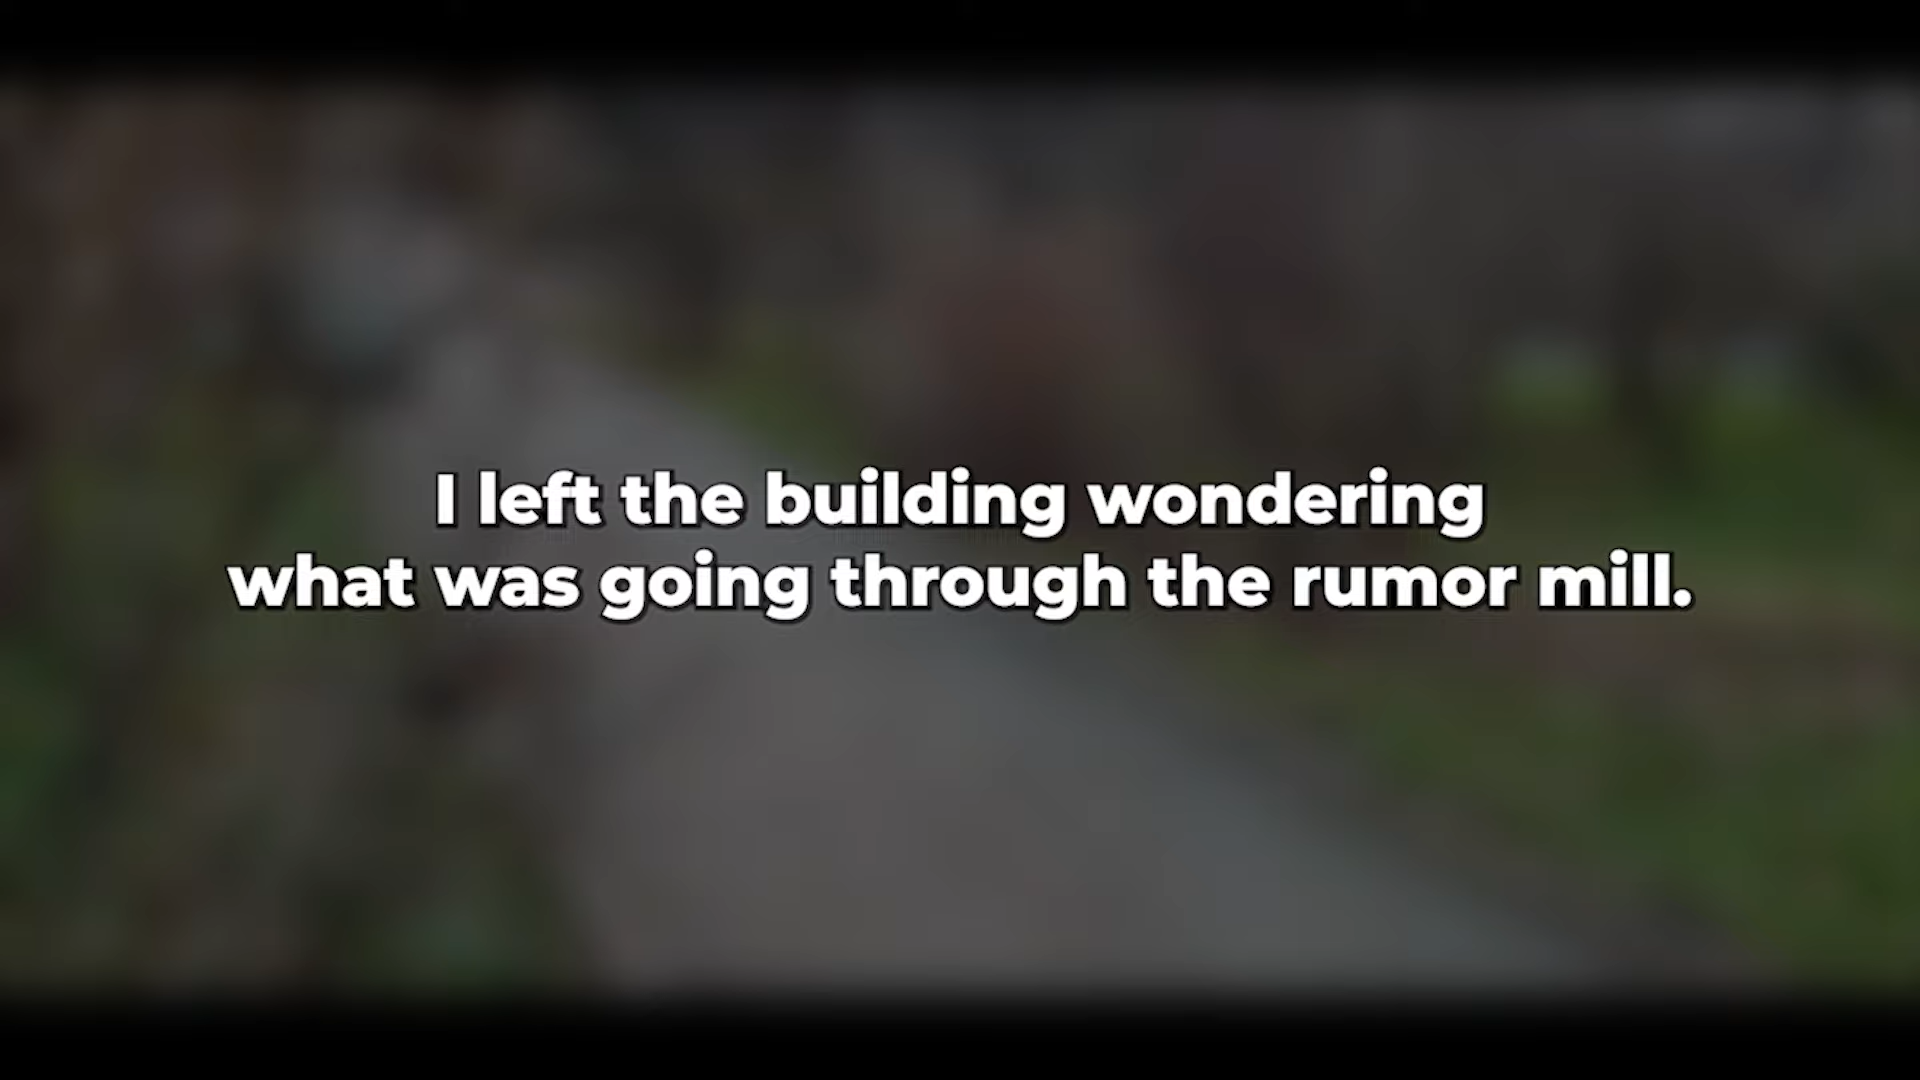 I left the building wondering
what was going through the rumor mill.